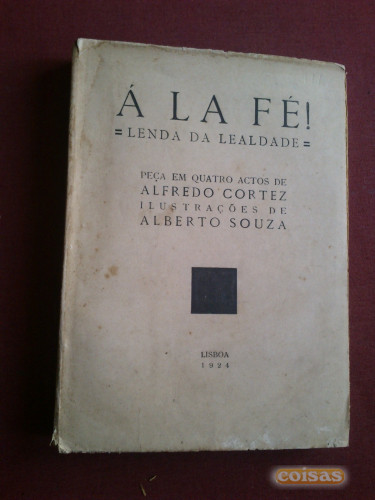 Á LA FÉ!
=LENDA DA LEALDADE=
PEÇA EM QUATRO ACTOS DE
ALFREDO CORTEZ
ILUSTRAÇÕES DE
ALBERTO SOUZA
LISBOA
1924
coisas